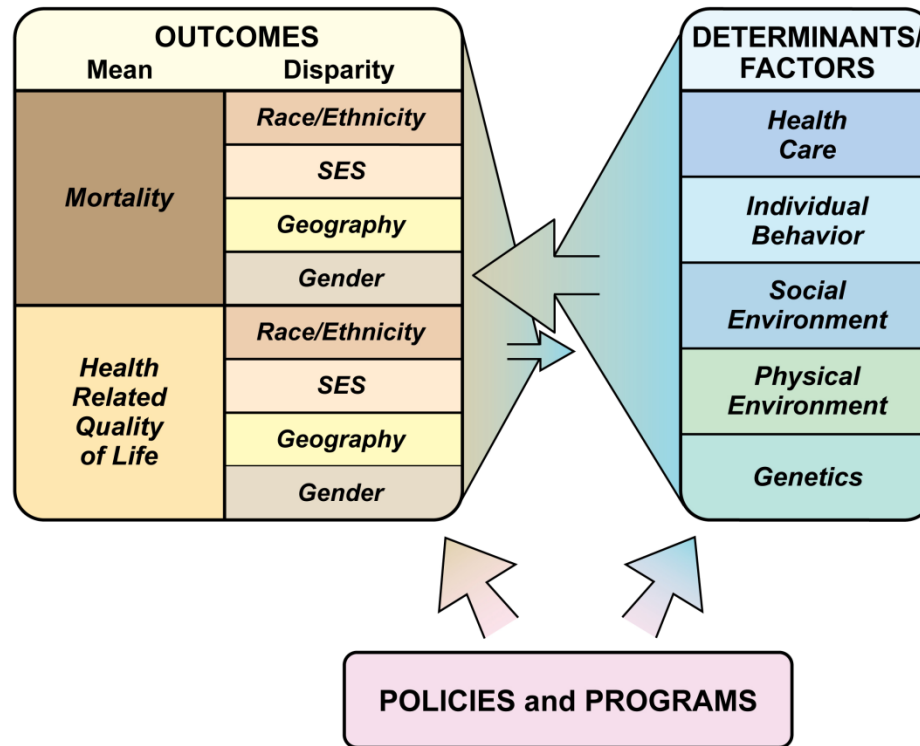 OUTCOMES
Mean
Disparity
Mortality
Race/Ethnicity
SES
Geography
Gender
Health
Related
Quality
of Life
Race/Ethnicity
SES
Geography
Gender
DETERMINANTS/
FACTORS
Health
Care
Individual
Behavior
Social
Environment
Physical
Environment
Genetics
POLICIES and PROGRAMS